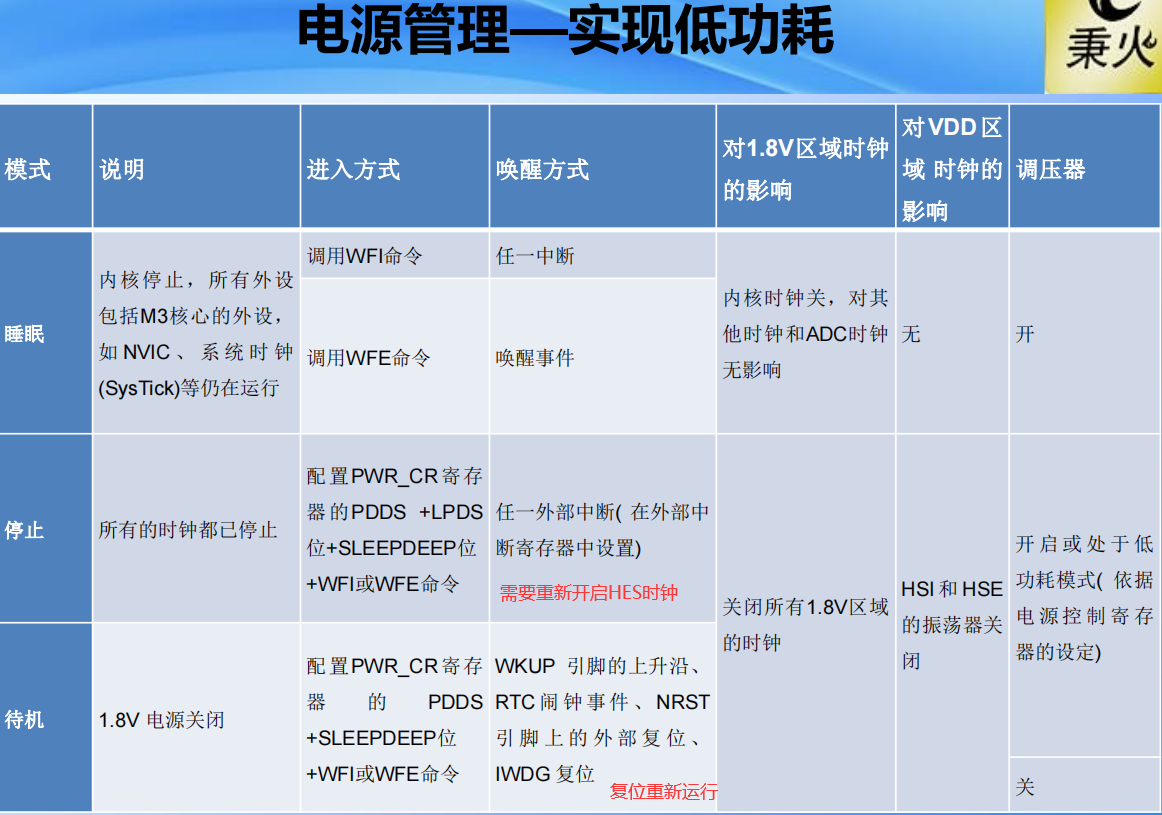 电源管理—实现低功耗
秉火
模式
说明
进入方式
唤醒方式
对1.8V区域时钟
的影响
对VDD区
域 时钟的
影响
调压器
睡眠
内核停止，所有外设
包括M3核心的外设，
如NVIC、系统时钟
(SysTick)等仍在运行
调用WFI命令
任一中断
调用WFE命令
唤醒事件
内核时钟关，对其
他时钟和ADC时钟
无影响
无
开
停止
所有的时钟都已停止
配置PWR_CR寄存
器的PDDS +LPDS
位+SLEEPDEEP位
+WFI或WFE命令
任一外部中断( 在外部中
断寄存器中设置)
需要重新开启HES时钟
关闭所有1.8V区域
的时钟
HSI和HSE
的振荡器关
闭
开启或处于低
功耗模式( 依据
电源控制寄存
器的设定)
待机
1.8V 电源关闭
配置PWR_CR寄存
器 的 PDDS
+SLEEPDEEP位
+WFI或WFE命令
WKUP 引脚的上升沿、
RTC闹钟事件、NRST
引脚上的外部复位、
IWDG 复位
复位重新运行
关